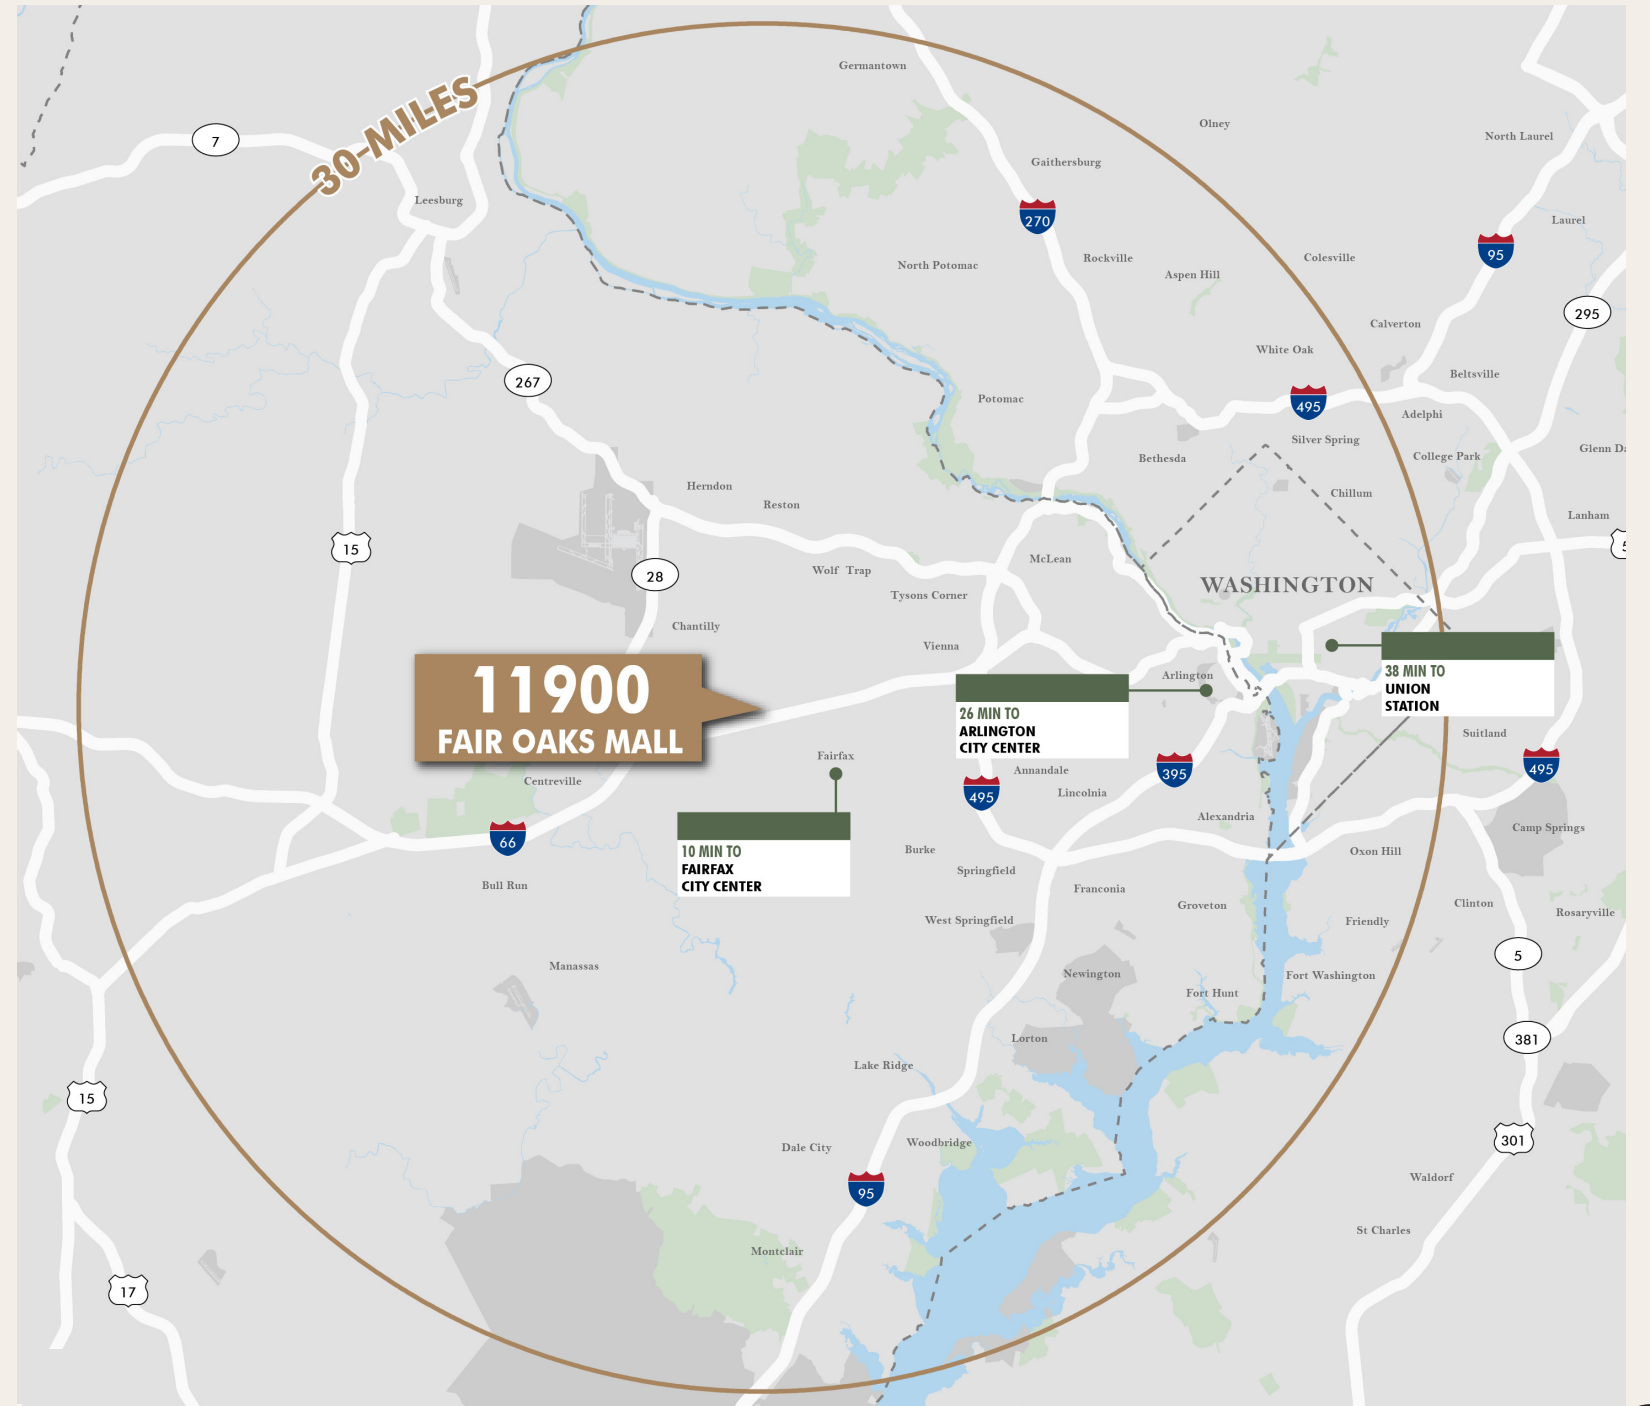 Germantown
30-MILES
Olney
North Laurel
7
Gaithersburg
Leesburg
270
Laurel
95
North Potomac
Rockville
Colesville
Aspen Hill
295
Calverton
White Oak
Beltsville
267
Potomac
495
Adelphi
Silver Spring
Bethesda
College Park
Herndon
Chillum
Reston
Lanham
15
McLean
28
Wolf Trap
WASHINGTON
Tysons Corner
Chantilly
Vienna
11900
FAIR OAKS MALL
Arlington
38 MIN TO
UNION
STATION
26 MIN TO
ARLINGTON
CITY CENTER
Suitland
Fairfax
Centreville
Annandale
395
495
495
Lincolnia
Alexandria
Camp Springs
66
10 MIN TO
FAIRFAX
CITY CENTER
Burke
Oxon Hill
Springfield
Bull Run
Franconia
Groveton
Clinton
Rosaryville
West Springfield
Friendly
5
Manassas
Newington
Fort Washington
Fort Hunt
Lorton
381
Lake Ridge
15
Dale City
Woodbridge
301
Waldorf
95
St Charles
Montclair
17